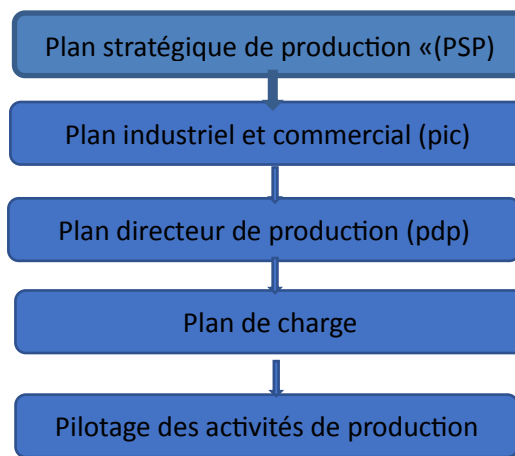 Plan stratégique de production «(PSP)
Plan industriel et commercial (pic)
Plan directeur de production (pdp)
Plan de charge
Pilotage des activités de production